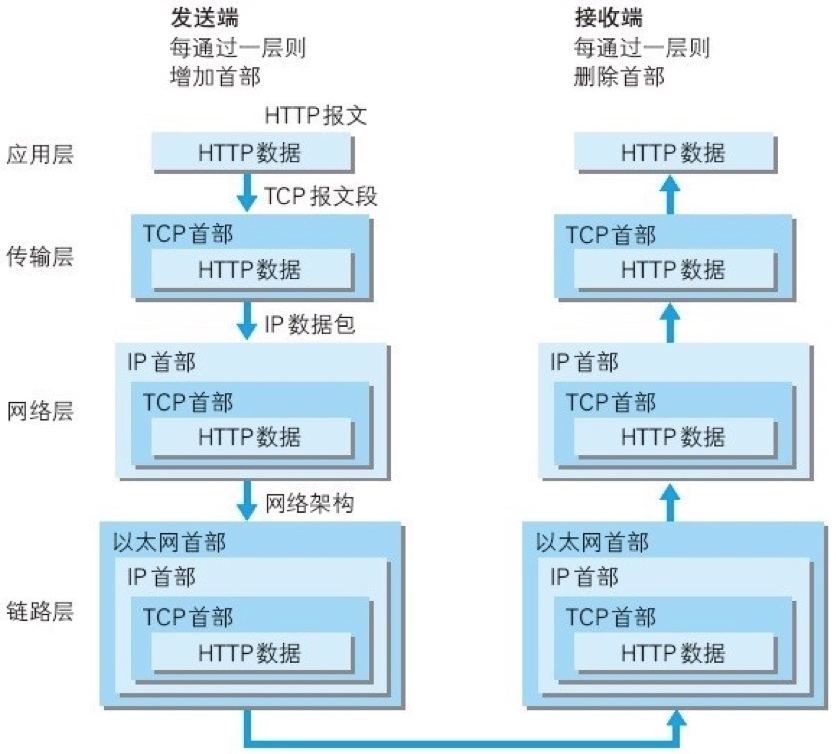 发送端
每通过一层则
增加首部
接收端
每通过一层则
删除首部
HTTP报文
应用层
HTTP数据
HTTP数据
TCP报文段
传输层
TCP首部
HTTP数据
TCP首部
HTTP数据
IP数据包
网络层
IP首部
TCP首部
HTTP数据
IP首部
TCP首部
HTTP数据
网络架构
链路层
以太网首部
IP首部
TCP首部
HTTP数据
以太网首部
IP首部
TCP首部
HTTP数据